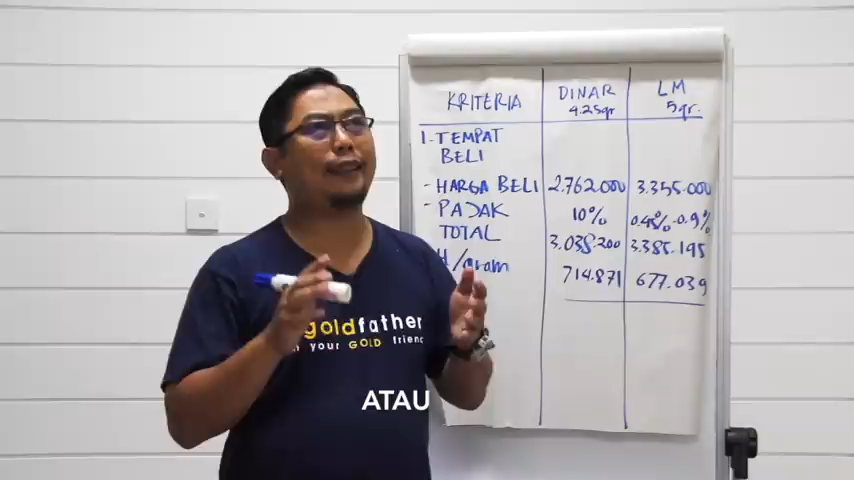 KRITERIA DINAR 4.25gr LM 5gr.
1. TEMPAT BELI
- HARGA BELI 2.762.000 3.355.000
- PAJAK 10% 0.45% - 0.9%
TOTAL 3.038.200 3.385.195
H/gram 714.871 677.039
goldfather
your GOLD friend
ATAU